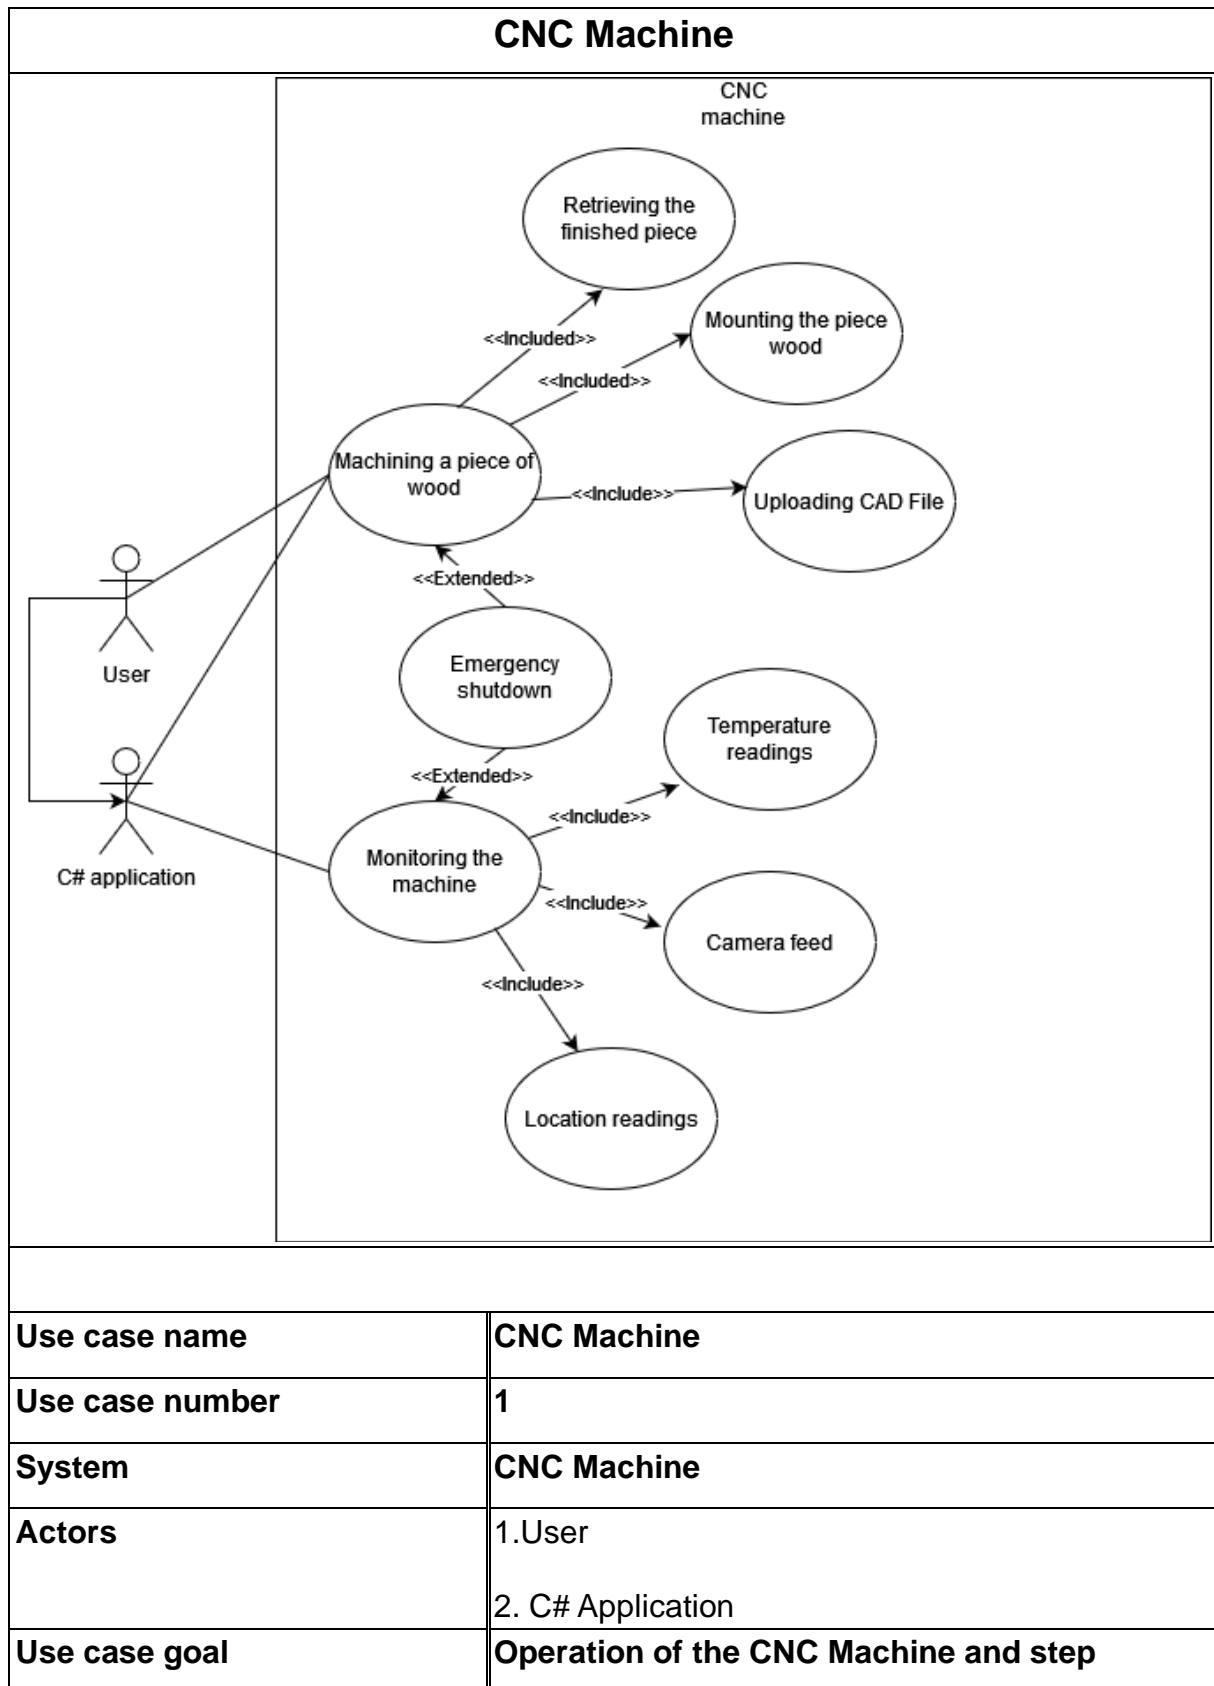 CNC Machine
CNC
machine
Retrieving the
finished piece
<<Included>>
Mounting the piece
wood
<<Included>>
Machining a piece of
wood
<<Include>>
Uploading CAD File
<<Extended>>
User
Emergency
shutdown
Temperature
readings
<<Extended>>
<<Include>>
C# application
Monitoring the
machine
<<Include>>
Camera feed
<<Include>>
Location readings
Use case name
CNC Machine
Use case number
1
System
CNC Machine
Actors
1.User
2. C# Application
Use case goal
Operation of the CNC Machine and step